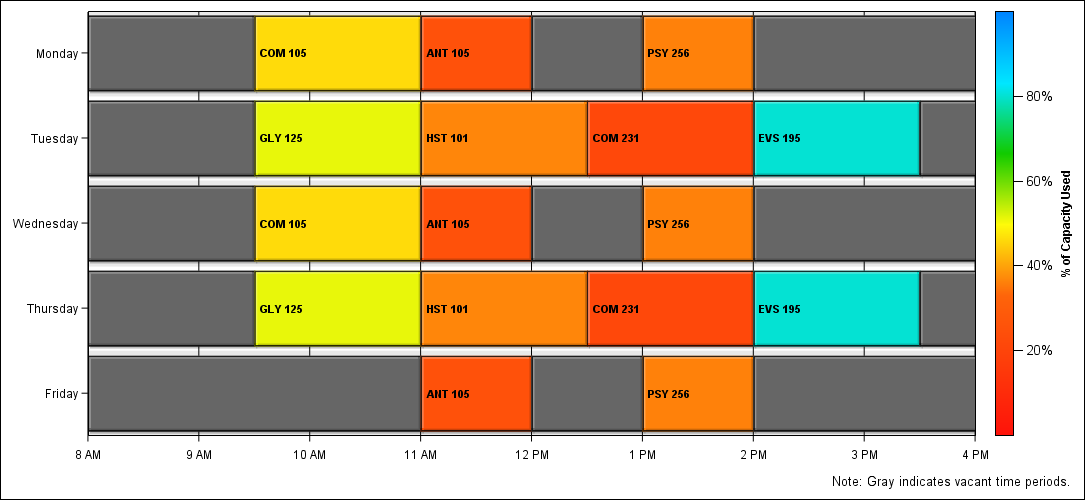 Monday
COM 105
ANT 105
PSY 256
Tuesday
GLY 125
HST 101
COM 231
EVS 195
Wednesday
COM 105
ANT 105
PSY 256
Thursday
GLY 125
HST 101
COM 231
EVS 195
Friday
ANT 105
PSY 256
8 AM
9 AM
10 AM
11 AM
12 PM
1 PM
2 PM
3 PM
4 PM
80%
60%
40%
20%
% of Capacity Used
Note: Gray indicates vacant time periods.